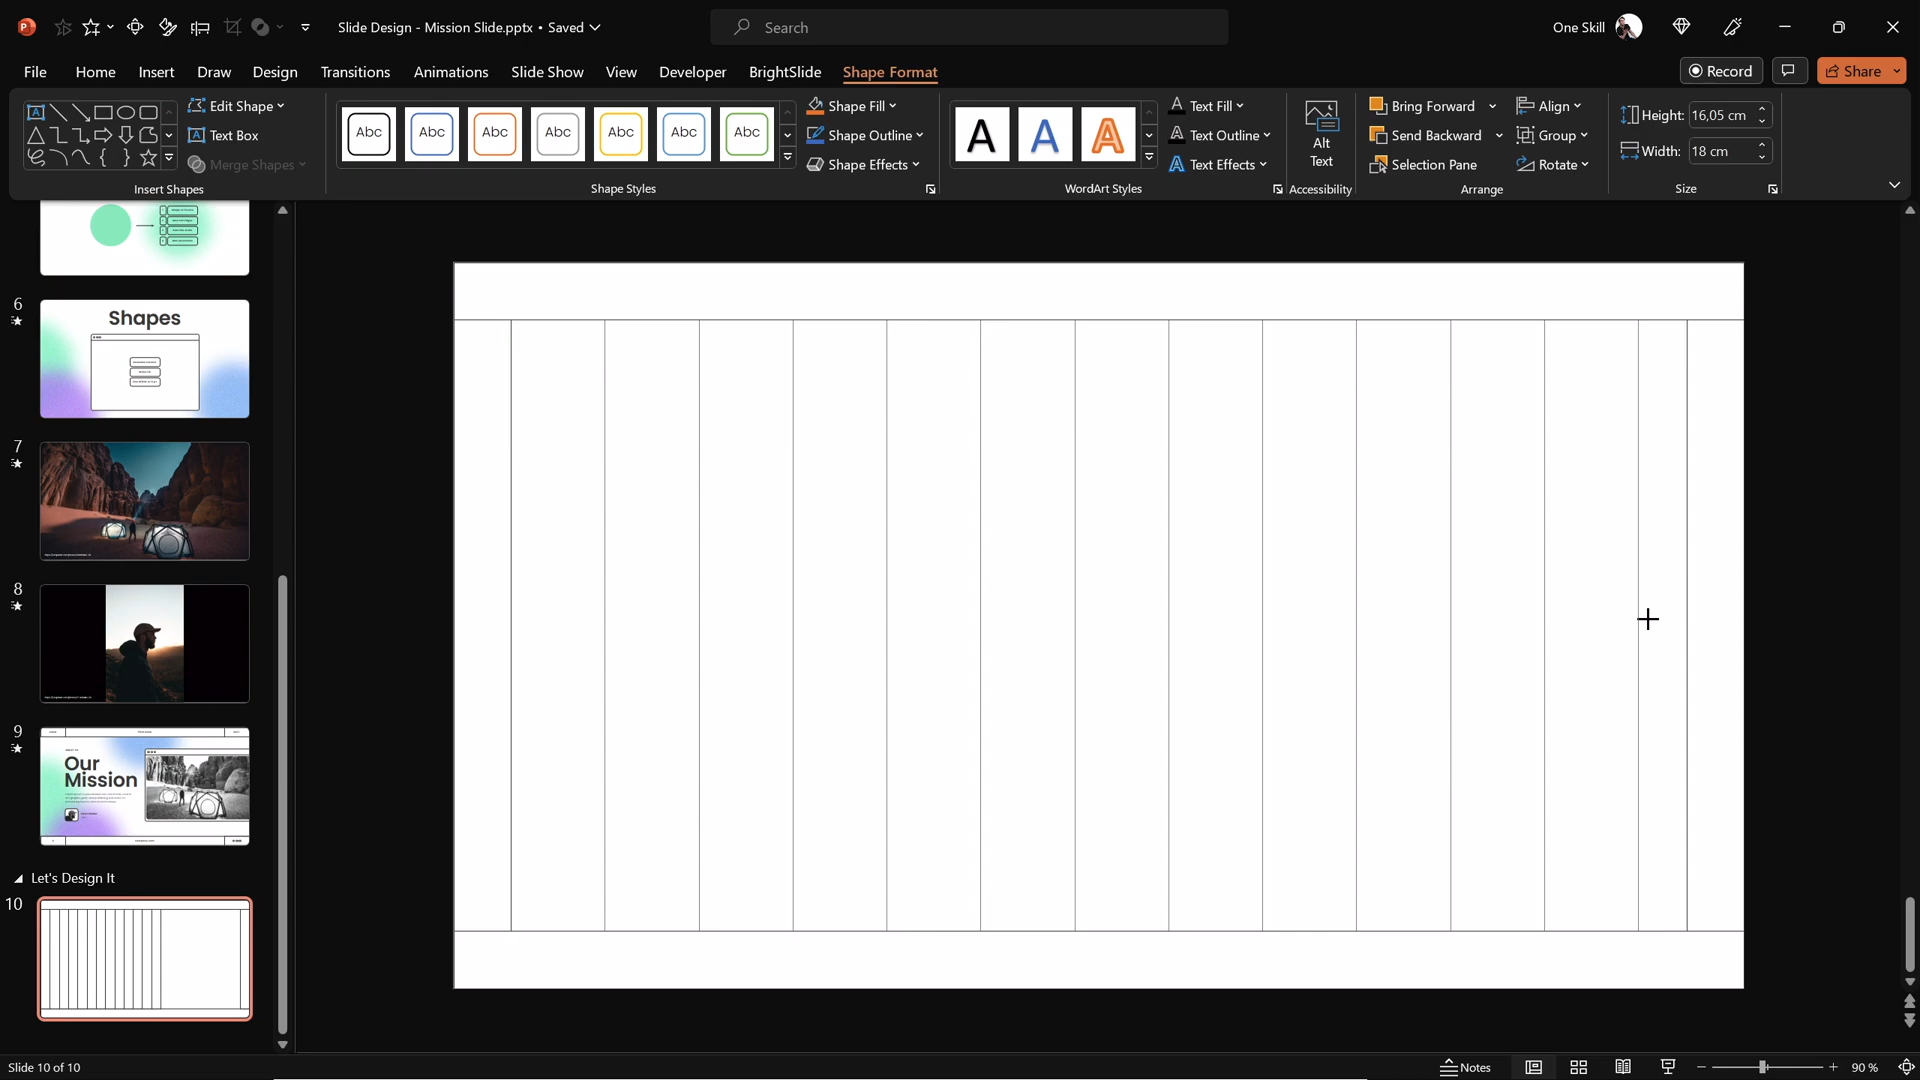 Slide Design - Mission Slide.pptx • Saved
Search
One Skill
File Home Insert Draw Design Transitions Animations Slide Show View Developer BrightSlide Shape Format
Record
Share
Edit Shape
Text Box
Merge Shapes
Insert Shapes
Abc Abc Abc Abc Abc Abc Abc
Shape Fill
Shape Outline
Shape Effects
Shape Styles
A A A
Text Fill
Text Outline
Text Effects
WordArt Styles
Alt
Text
Accessibility
Bring Forward
Send Backward
Selection Pane
Align
Group
Rotate
Arrange
Height: 16,05 cm
Width: 18 cm
Size
6
Shapes
7
8
9
Our
Mission
Let's Design It
10
Slide 10 of 10
Notes
90 %